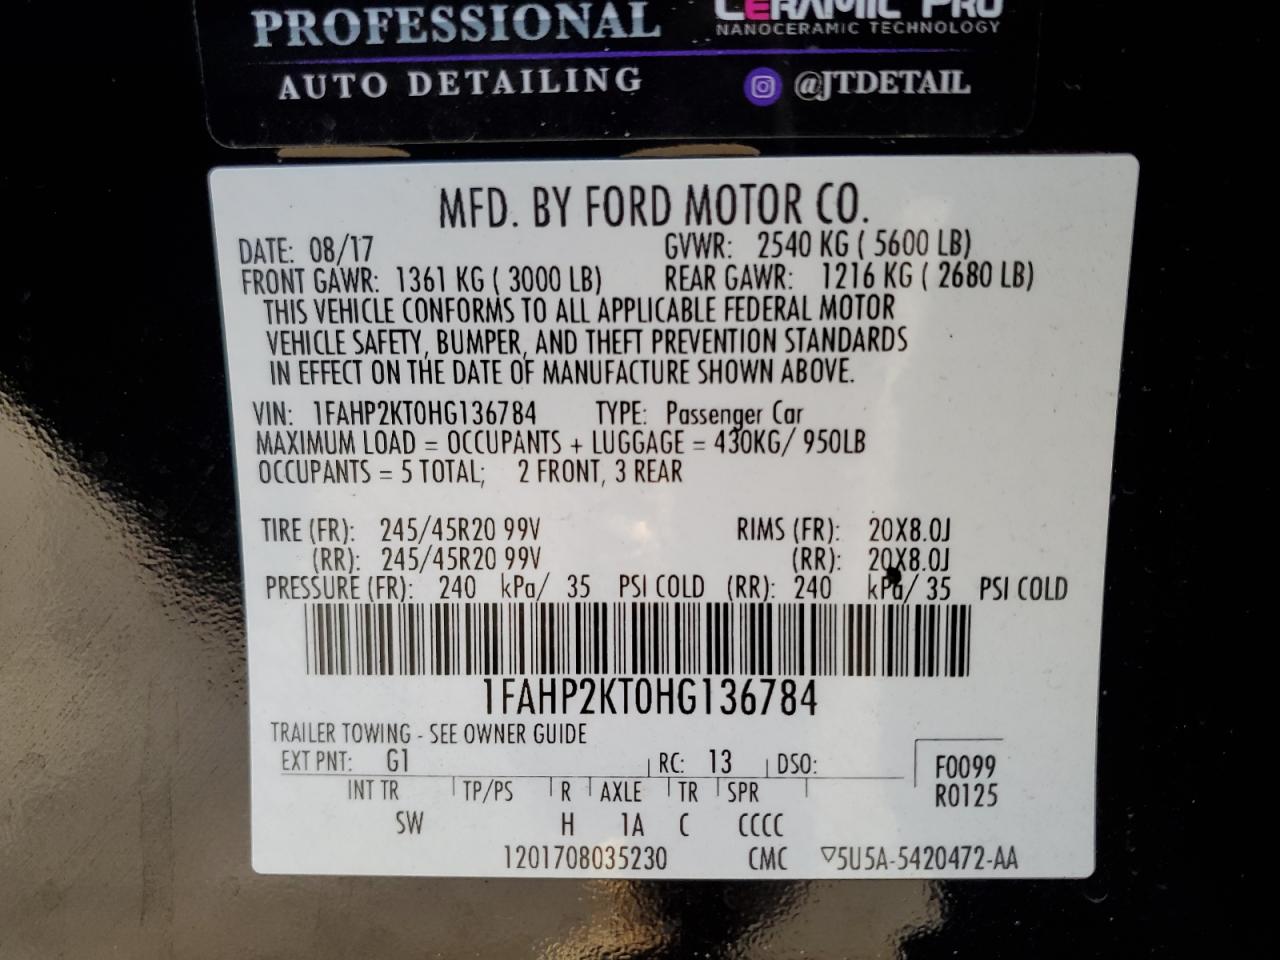 PROFESSIONAL
AUTO DETAILING
CERAMIC PRO
NANOCERAMIC TECHNOLOGY
@JTDETAIL
MFD. BY FORD MOTOR CO.
DATE: 08/17 GVWR: 2540 KG ( 5600 LB)
FRONT GAWR: 1361 KG ( 3000 LB) REAR GAWR: 1216 KG ( 2680 LB)
THIS VEHICLE CONFORMS TO ALL APPLICABLE FEDERAL MOTOR
VEHICLE SAFETY, BUMPER, AND THEFT PREVENTION STANDARDS
IN EFFECT ON THE DATE OF MANUFACTURE SHOWN ABOVE.
VIN: 1FAHP2KT0HG136784 TYPE: Passenger Car
MAXIMUM LOAD = OCCUPANTS + LUGGAGE = 430KG/ 950LB
OCCUPANTS = 5 TOTAL; 2 FRONT, 3 REAR
TIRE (FR): 245/45R20 99V RIMS (FR): 20X8.0J
(RR): 245/45R20 99V (RR): 20X8.0J
PRESSURE (FR): 240 kPa/ 35 PSI COLD (RR): 240 kPa/ 35 PSI COLD
1FAHP2KT0HG136784
TRAILER TOWING - SEE OWNER GUIDE
EXT PNT: G1 RC: 13 DSO: F0099
R0125
INT TR TP/PS R AXLE TR SPR
SW H 1A C CCCC
1201708035230 CMC ▽5U5A-5420472-AA